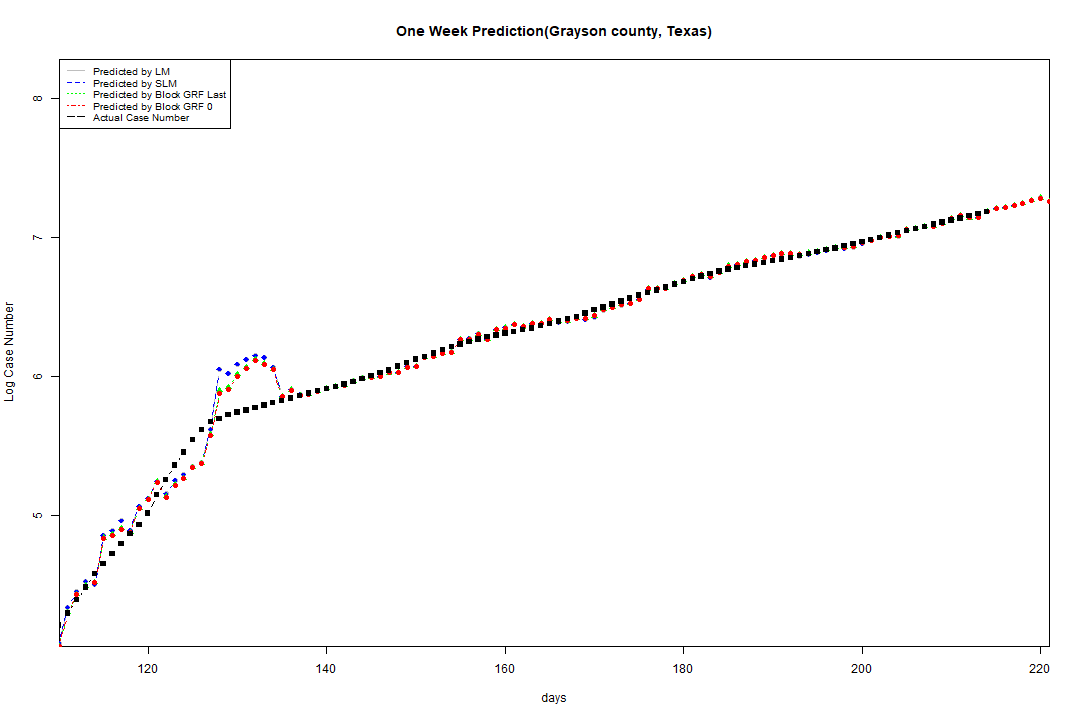 One Week Prediction(Grayson county, Texas)
Predicted by LM
Predicted by SLM
Predicted by Block GRF Last
Predicted by Block GRF 0
Actual Case Number
8
7
6
5
Log Case Number
120
140
160
180
200
220
days